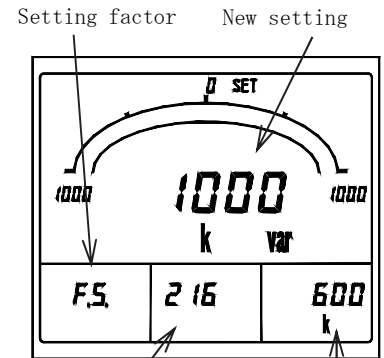 Setting factor New setting
0 SET
1000 1000 1000
k var
F.S. 216 600
k